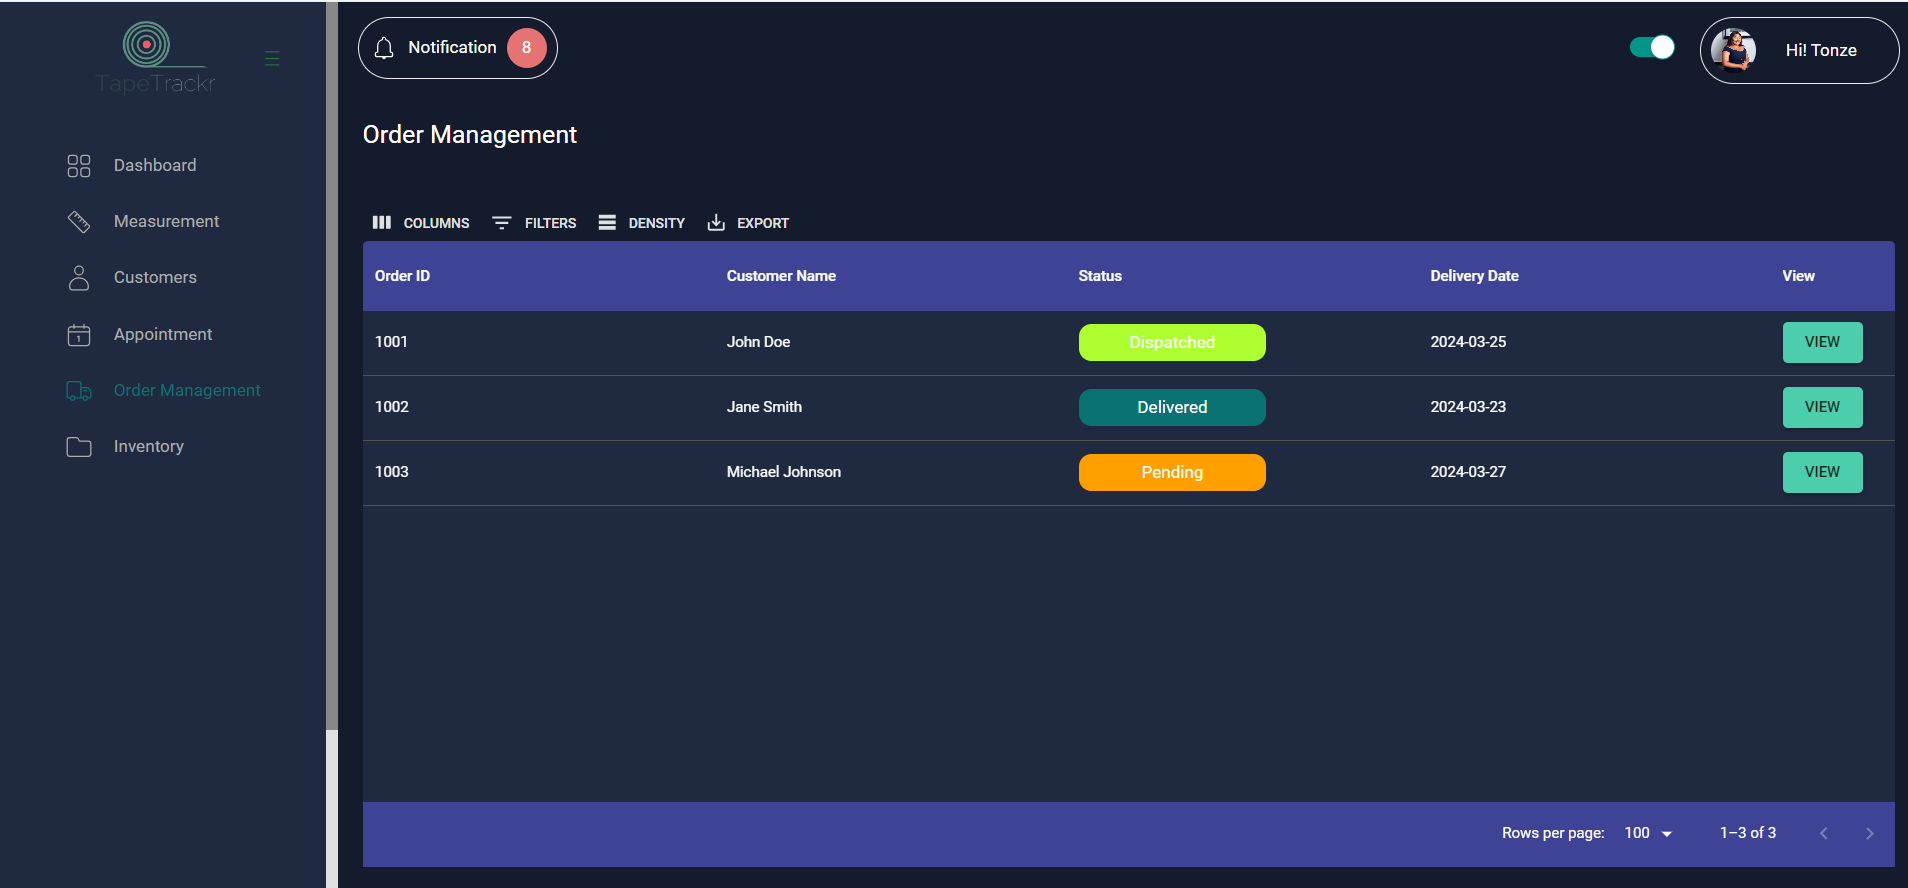 TapeTrackr
Notification 8
Hi! Tonze
Dashboard
Measurement
Customers
1
Appointment
Order Management
Inventory
Order Management
COLUMNS FILTERS DENSITY EXPORT
Order ID Customer Name Status Delivery Date View
1001 John Doe Dispatched 2024-03-25 VIEW
1002 Jane Smith Delivered 2024-03-23 VIEW
1003 Michael Johnson Pending 2024-03-27 VIEW
Rows per page: 100 1–3 of 3